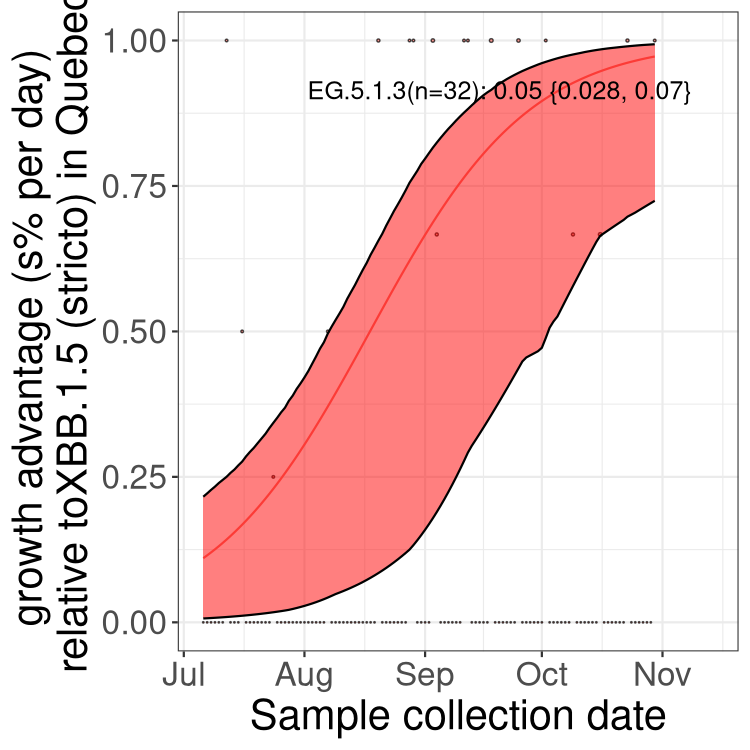 growth advantage (s% per day)
relative toXBB.1.5 (stricto) in Quebec
1.00
0.75
0.50
0.25
0.00
EG.5.1.3(n=32): 0.05 {0.028, 0.07}
Jul Aug Sep Oct Nov
Sample collection date